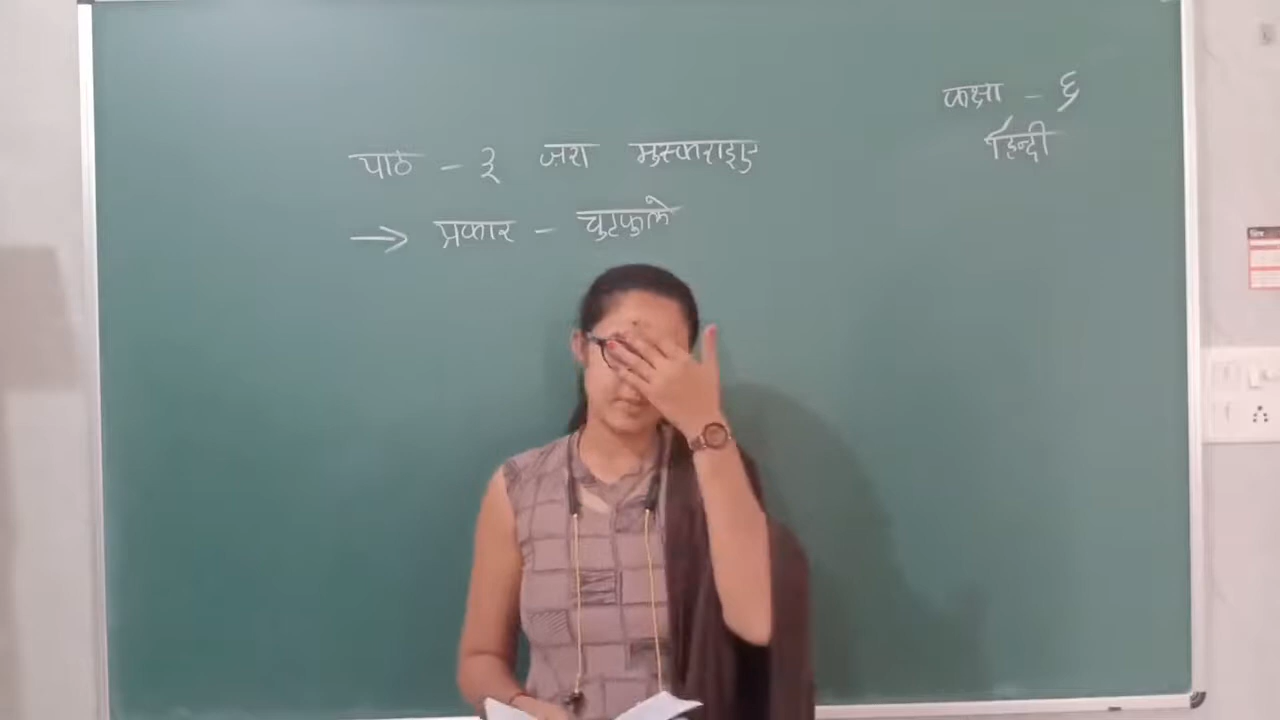 कक्षा - ६
हिन्दी
पाठ - ३ ज़रा मुस्कराइए
→ प्रकार - चुटकुले